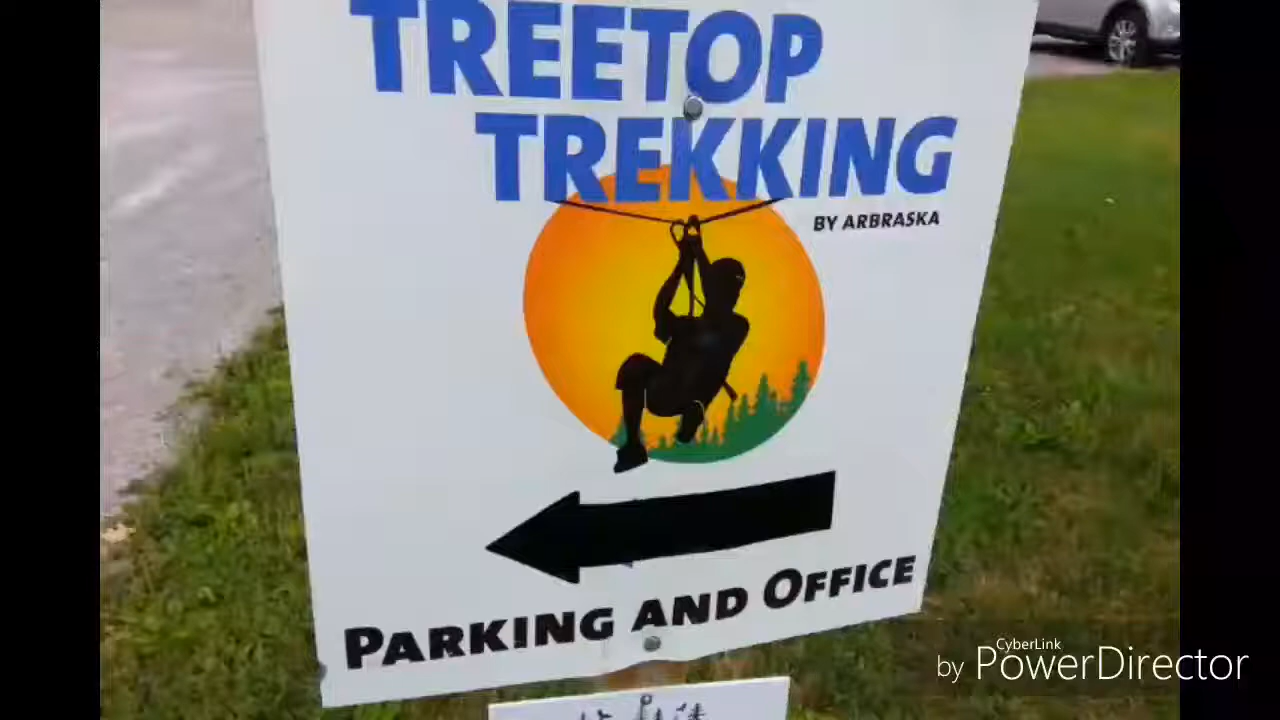 TREETOP
TREKKING
BY ARBRASKA
PARKING AND OFFICE
CyberLink
by PowerDirector